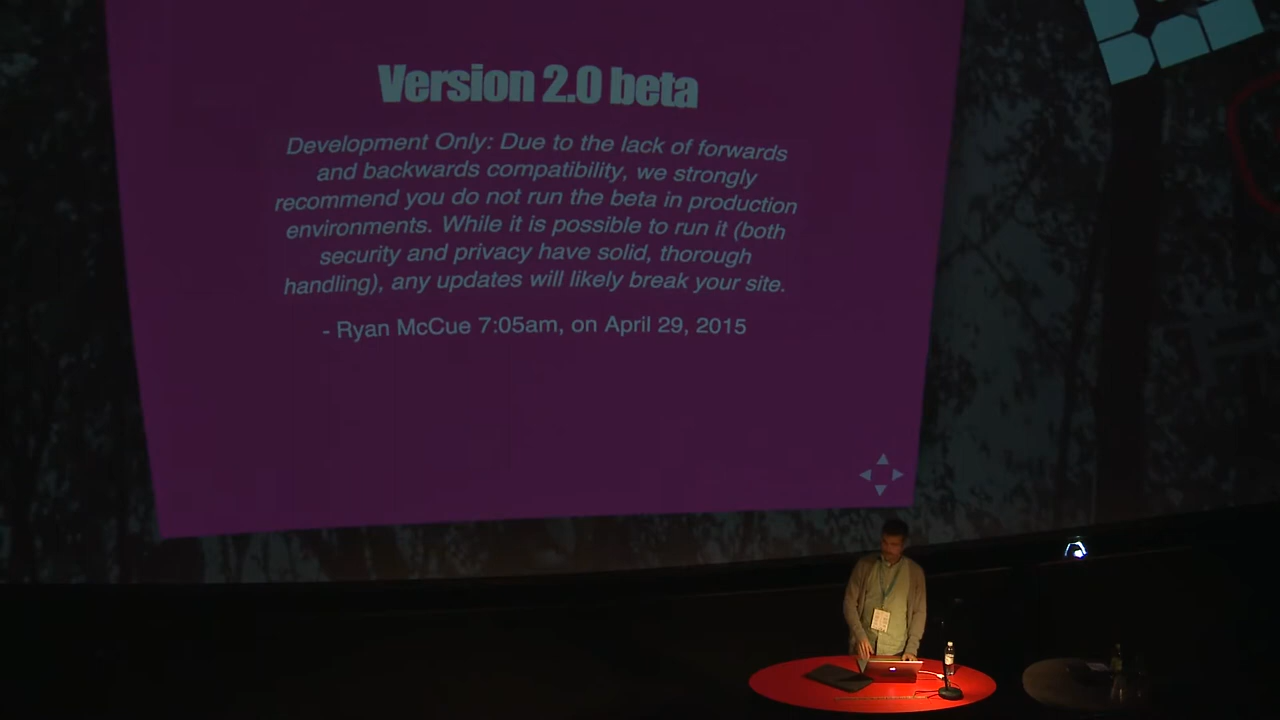 Version 2.0 beta
Development Only: Due to the lack of forwards
and backwards compatibility, we strongly
recommend you do not run the beta in production
environments. While it is possible to run it (both
security and privacy have solid, thorough
handling), any updates will likely break your site.
- Ryan McCue 7:05am, on April 29, 2015